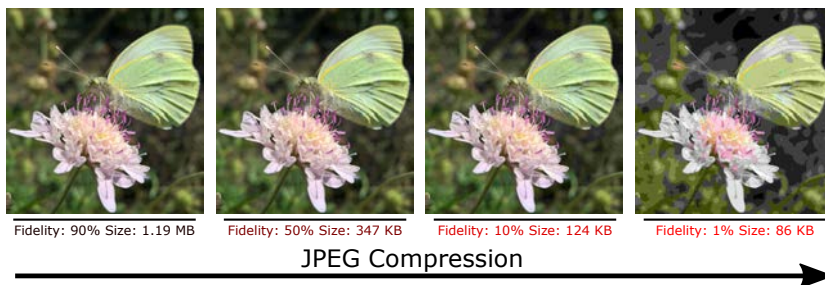 Fidelity: 90% Size: 1.19 MB
Fidelity: 50% Size: 347 KB
Fidelity: 10% Size: 124 KB
Fidelity: 1% Size: 86 KB
JPEG Compression